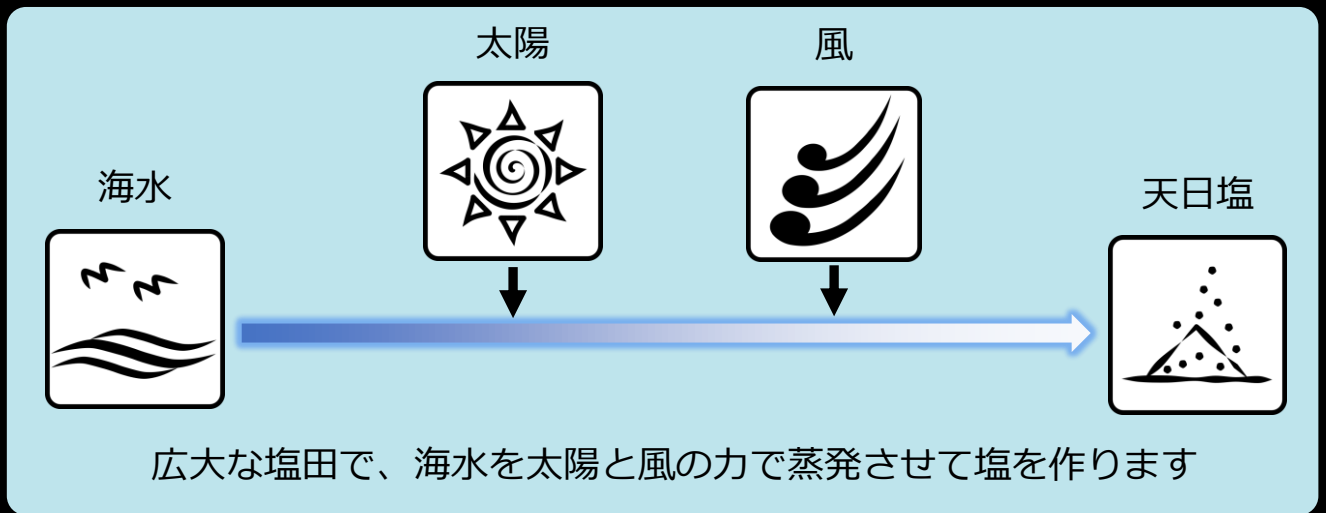 太陽
風
海水
天日塩
広大な塩田で、海水を太陽と風の力で蒸発させて塩を作ります